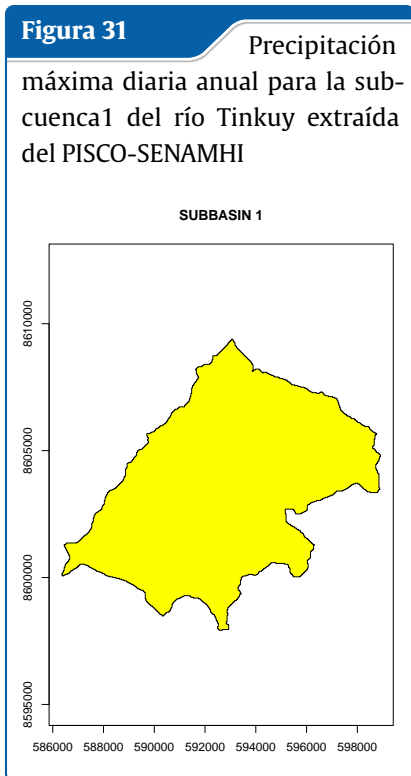 Figura 31
Precipitación
máxima diaria anual para la sub-
cuenca1 del río Tinkuy extraída
del PISCO-SENAMHI
SUBBASIN 1
8610000
8605000
8600000
8595000
586000 588000 590000 592000 594000 596000 598000